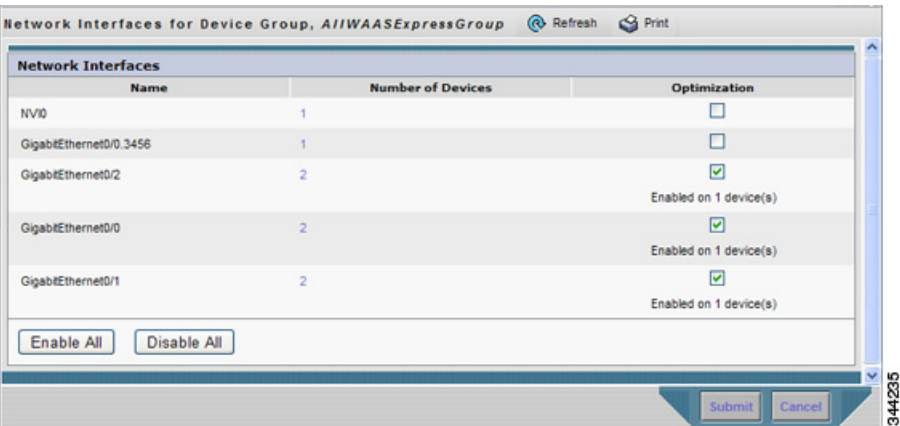 Network Interfaces for Device Group, AllWAASExpressGroup Refresh Print
Network Interfaces
Name Number of Devices Optimization
NVI0 1
GigabitEthernet0/0.3456 1
GigabitEthernet0/2 2
Enabled on 1 device(s)
GigabitEthernet0/0 2
Enabled on 1 device(s)
GigabitEthernet0/1 2
Enabled on 1 device(s)
Enable All Disable All
Submit Cancel
344235